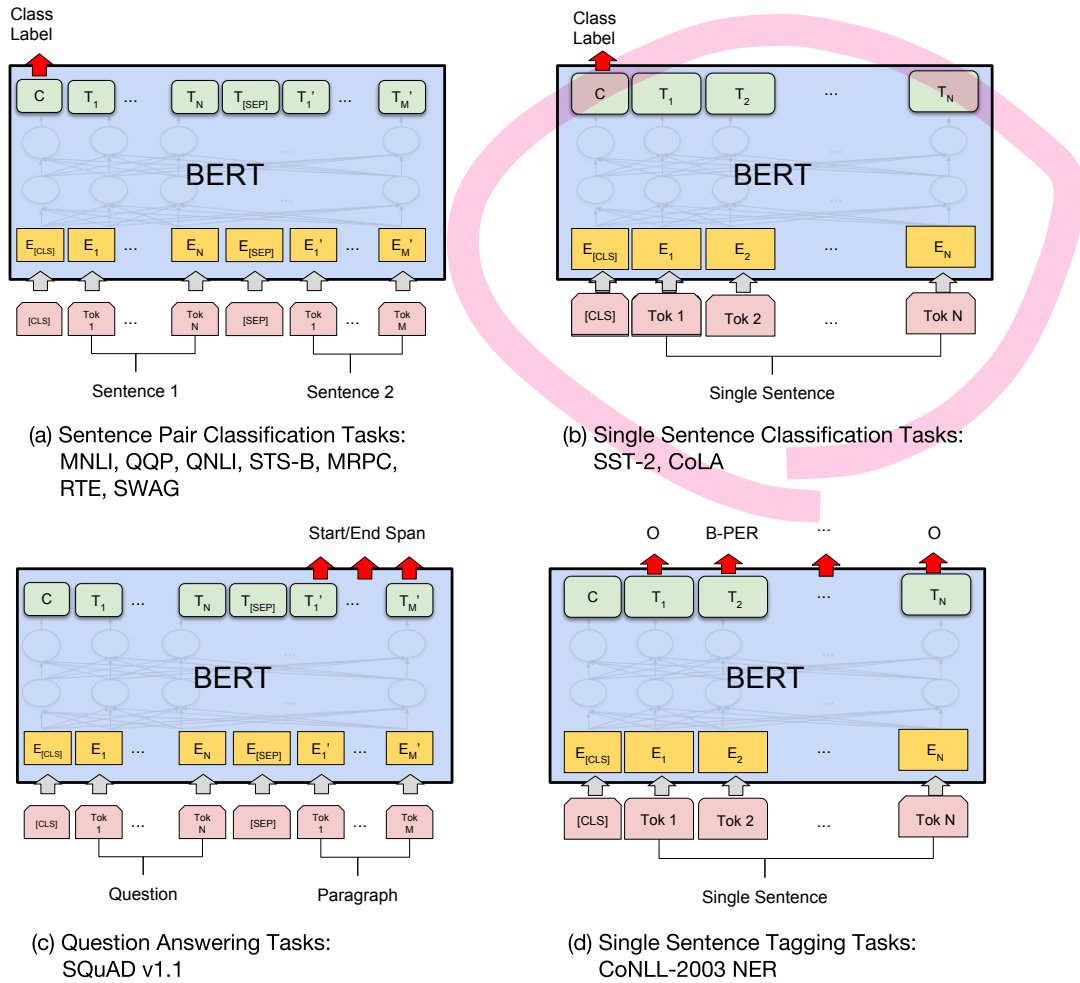 Class
Label
C T1 ... TN T[SEP] T1' ... TM'
...
BERT
...
E[CLS] E1 ... EN E[SEP] E1' ... EM'
[CLS] Tok 1 ... Tok N [SEP] Tok 1 ... Tok M
Sentence 1 Sentence 2
(a) Sentence Pair Classification Tasks:
MNLI, QQP, QNLI, STS-B, MRPC,
RTE, SWAG
Class
Label
C T1 T2 ... TN
...
BERT
...
E[CLS] E1 E2 ... EN
[CLS] Tok 1 Tok 2 ... Tok N
Single Sentence
(b) Single Sentence Classification Tasks:
SST-2, CoLA
Start/End Span
C T1 ... TN T[SEP] T1' ... TM'
...
BERT
...
E[CLS] E1 ... EN E[SEP] E1' ... EM'
[CLS] Tok 1 ... Tok N [SEP] Tok 1 ... Tok M
Question Paragraph
(c) Question Answering Tasks:
SQuAD v1.1
O B-PER ... O
C T1 T2 ... TN
...
BERT
...
E[CLS] E1 E2 ... EN
[CLS] Tok 1 Tok 2 ... Tok N
Single Sentence
(d) Single Sentence Tagging Tasks:
CoNLL-2003 NER